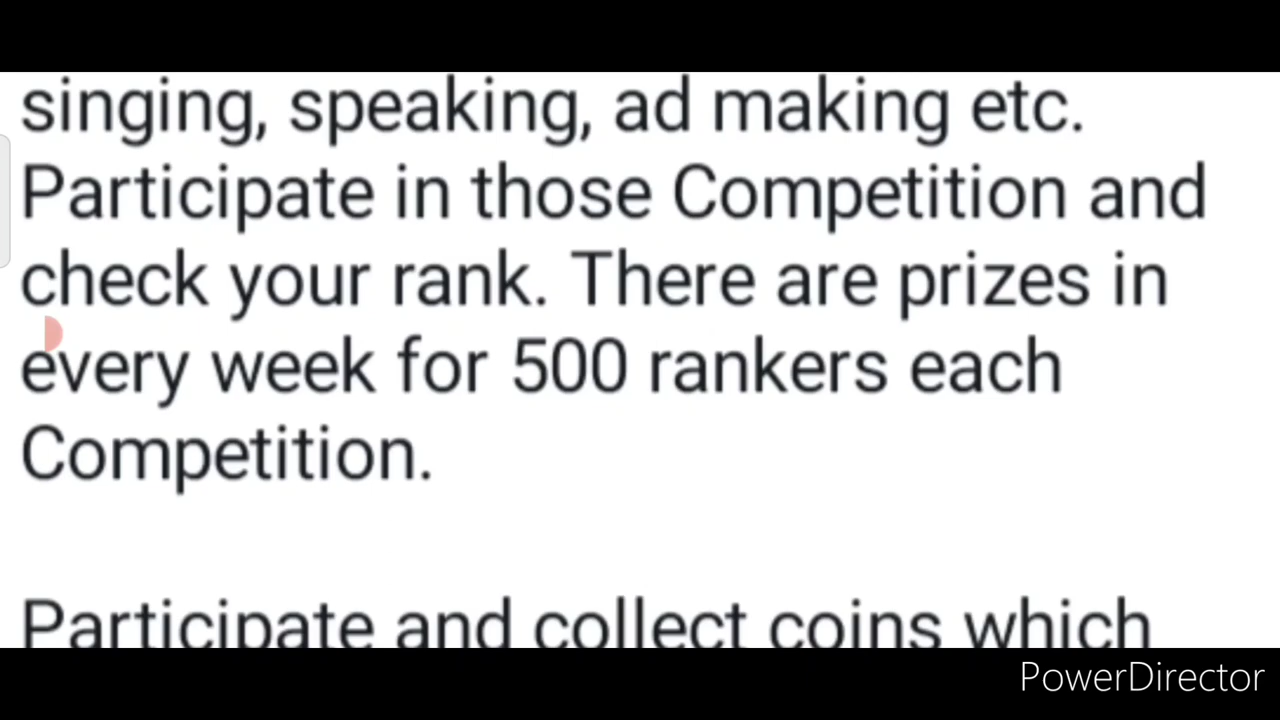 singing, speaking, ad making etc.
Participate in those Competition and
check your rank. There are prizes in
every week for 500 rankers each
Competition.
Participate and collect coins which
PowerDirector